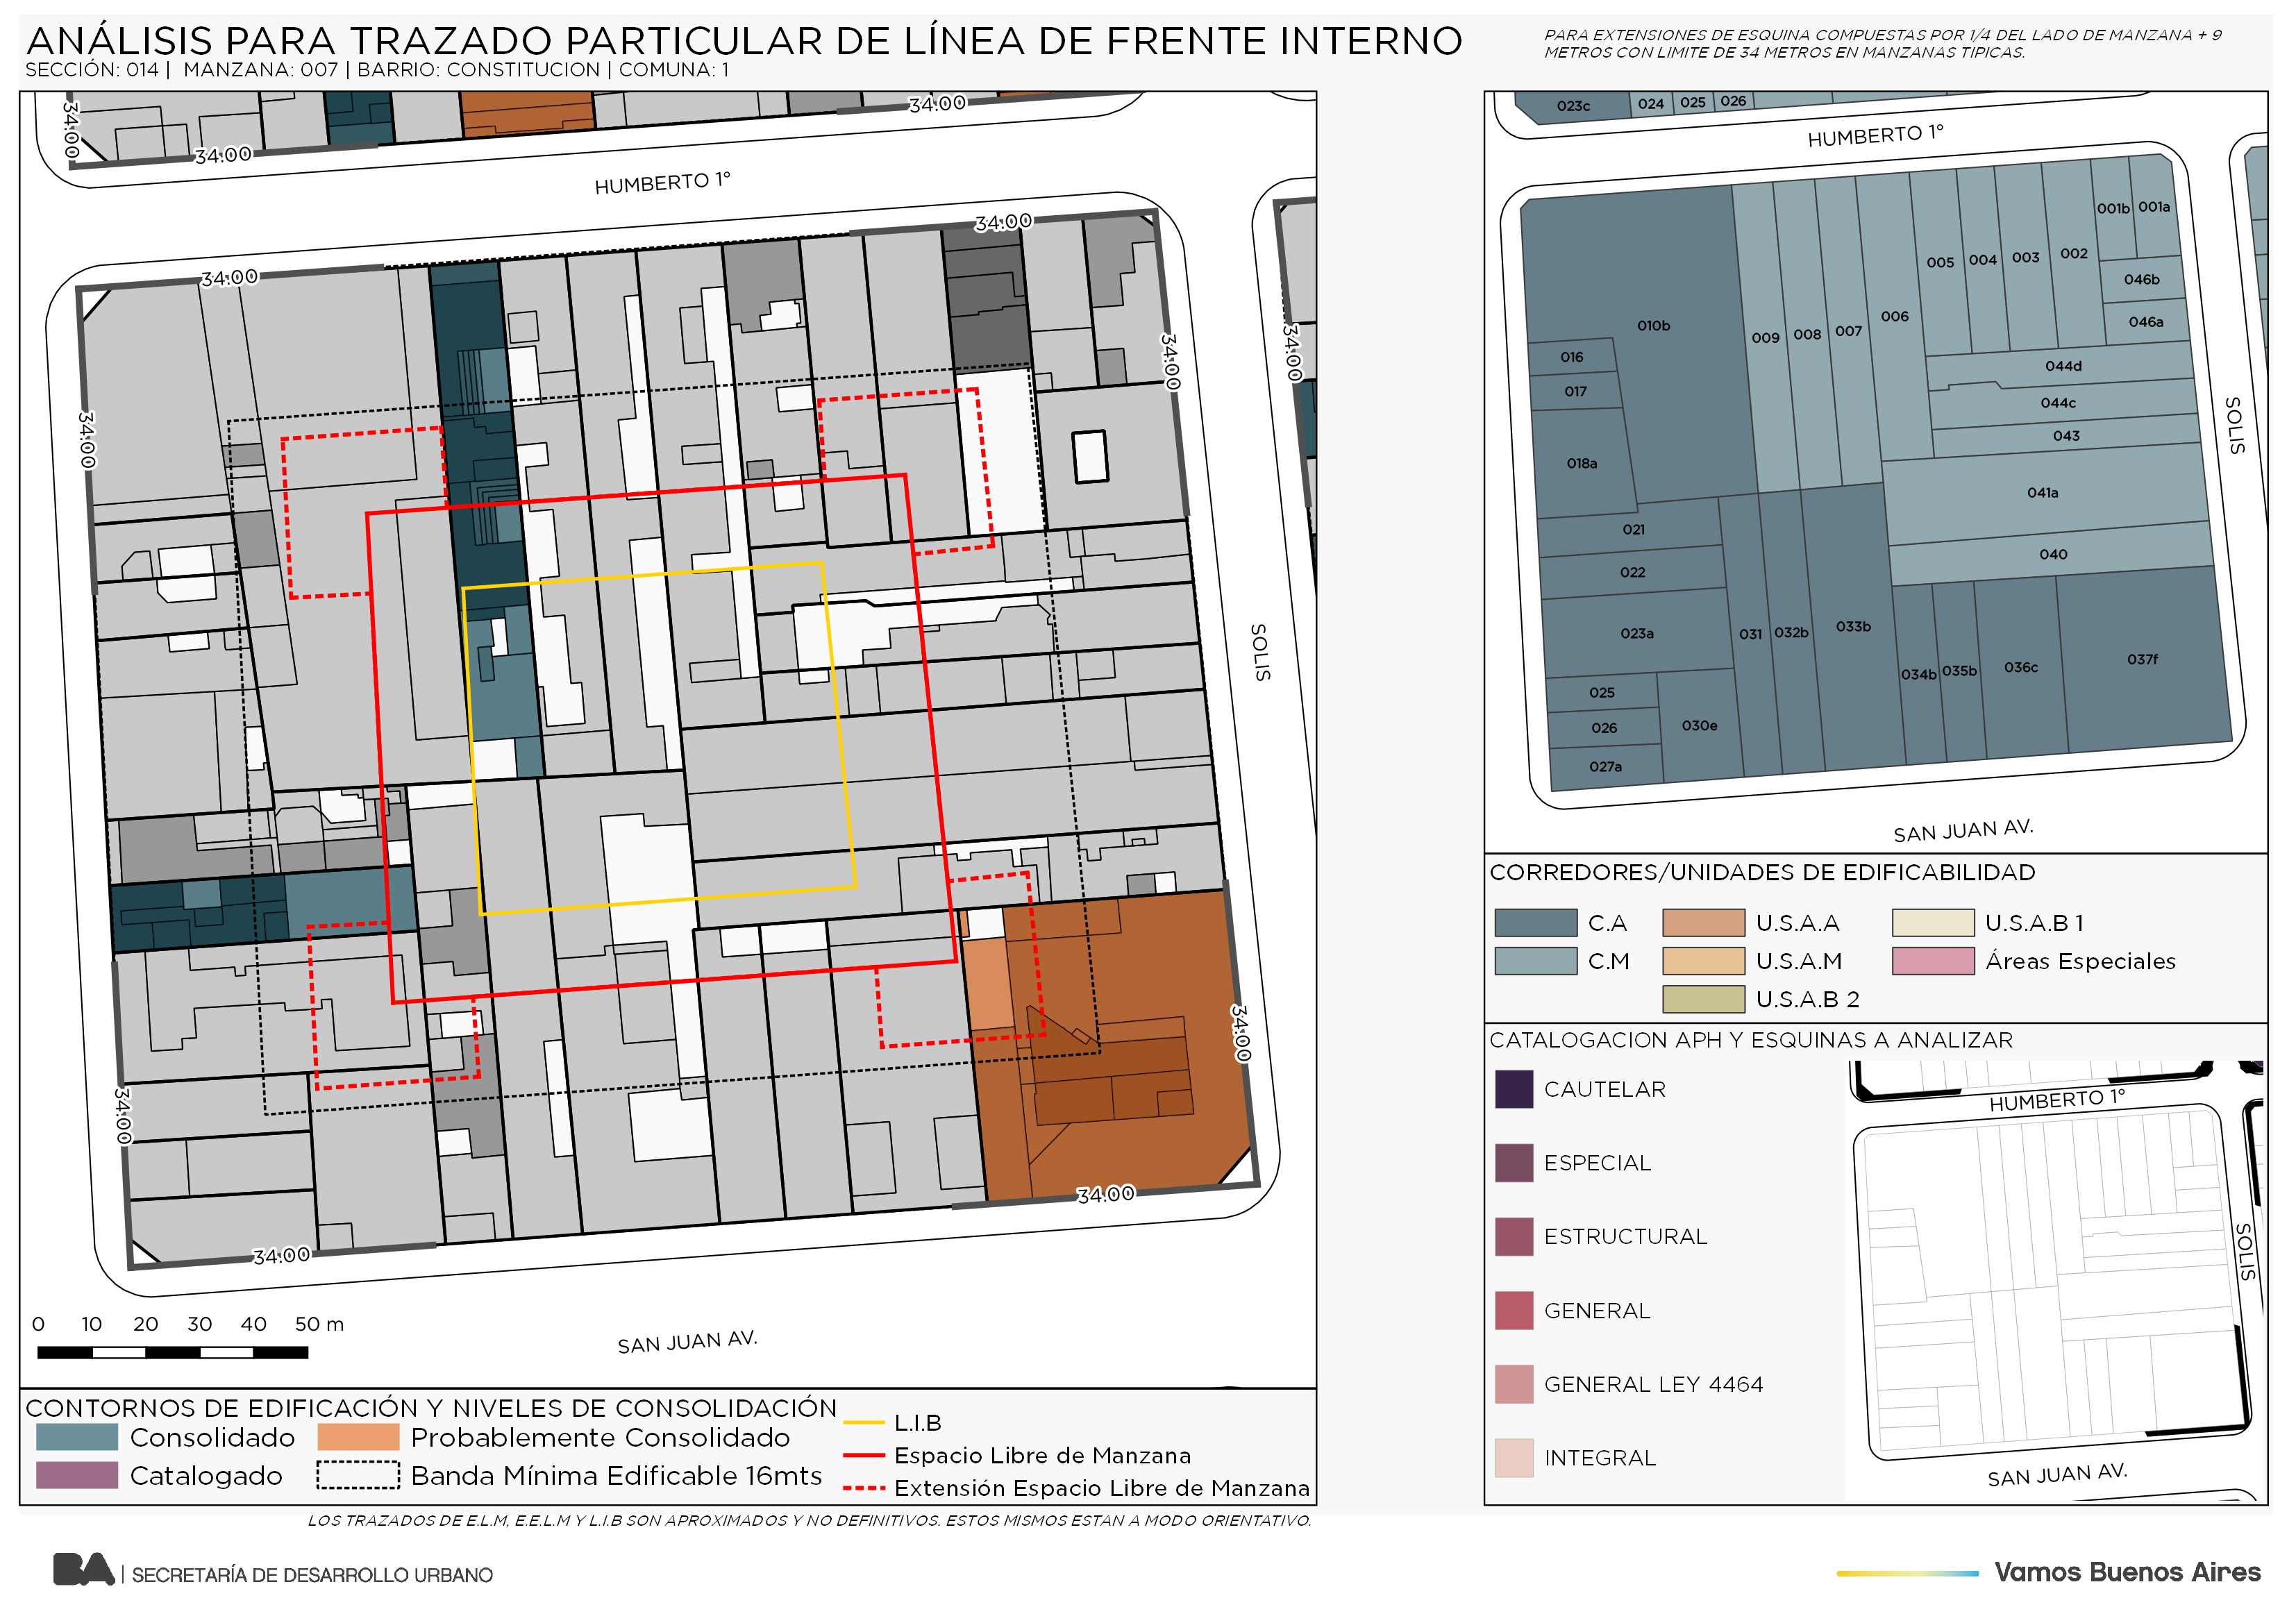 ANÁLISIS PARA TRAZADO PARTICULAR DE LÍNEA DE FRENTE INTERNO
SECCIÓN: 014 | MANZANA: 007 | BARRIO: CONSTITUCION | COMUNA: 1
PARA EXTENSIONES DE ESQUINA COMPUESTAS POR 1/4 DEL LADO DE MANZANA + 9
METROS CON LIMITE DE 34 METROS EN MANZANAS TIPICAS.
34.00
34.00
34.00
HUMBERTO 1°
34.00
34.00
34.00
34.00
34.00
SOLIS
34.00
34.00
34.00
34.00
0 10 20 30 40 50 m
SAN JUAN AV.
CONTORNOS DE EDIFICACIÓN Y NIVELES DE CONSOLIDACIÓN
Consolidado
Probablemente Consolidado
Catalogado
Banda Mínima Edificable 16mts
L.I.B
Espacio Libre de Manzana
Extensión Espacio Libre de Manzana
023c 024 025 026
HUMBERTO 1°
001b 001a
005 004 003 002
046b
046a
010b 009 008 007 006
016
017
018a
044d
044c
043
SOLIS
041a
021
040
022
023a 031 032b 033b
034b 035b 036c 037f
025
026
030e
027a
SAN JUAN AV.
CORREDORES/UNIDADES DE EDIFICABILIDAD
C.A
U.S.A.A
U.S.A.B 1
C.M
U.S.A.M
Áreas Especiales
U.S.A.B 2
CATALOGACION APH Y ESQUINAS A ANALIZAR
CAUTELAR
ESPECIAL
ESTRUCTURAL
GENERAL
GENERAL LEY 4464
INTEGRAL
HUMBERTO 1°
SOLIS
SAN JUAN AV.
LOS TRAZADOS DE E.L.M, E.E.L.M Y L.I.B SON APROXIMADOS Y NO DEFINITIVOS. ESTOS MISMOS ESTAN A MODO ORIENTATIVO.
BA | SECRETARÍA DE DESARROLLO URBANO
Vamos Buenos Aires